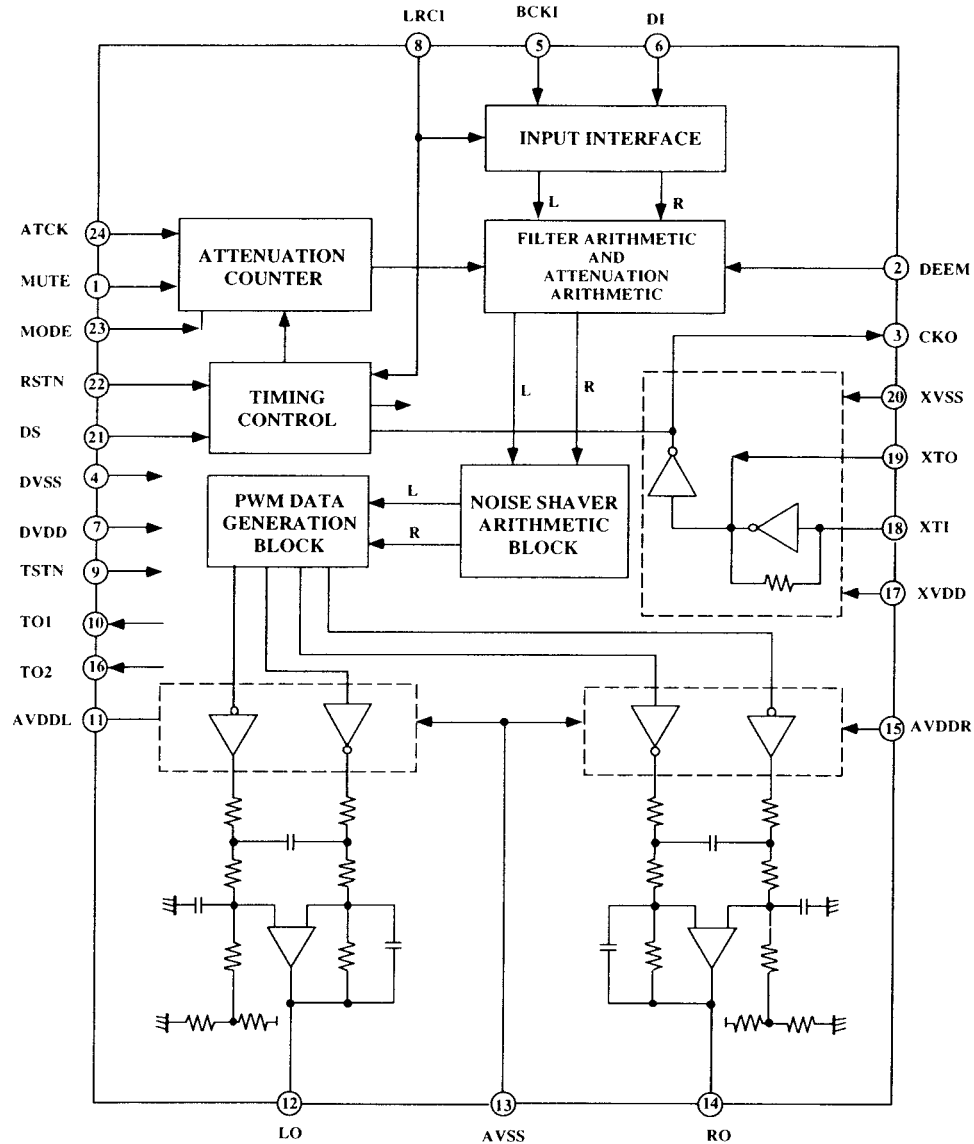 LRCI
BCKI
DI
8
5
6
INPUT INTERFACE
L
R
ATCK
24
ATTENUATION
COUNTER
FILTER ARITHMETIC
AND
ATTENUATION
ARITHMETIC
MUTE
1
2
DEEM
MODE
23
3
CKO
RSTN
22
TIMING
CONTROL
L
R
20
XVSS
DS
21
19
XTO
DVSS
4
PWM DATA
GENERATION
BLOCK
L
R
NOISE SHAVER
ARITHMETIC
BLOCK
18
XTI
DVDD
7
TSTN
9
17
XVDD
TO1
10
TO2
16
AVDDL
11
15
AVDDR
12
13
14
LO
AVSS
RO